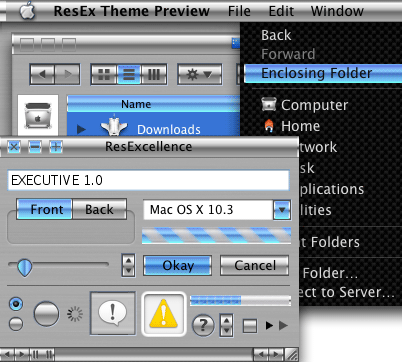 ResEx Theme Preview File Edit Window
Back
Forward
Enclosing Folder
Name
Computer
Downloads
Home
ResExcellence
twork
EXECUTIVE 1.0
sk
plications
Front Back
Mac OS X 10.3
ilities
nt Folders
Okay Cancel
Folder...
ect to Server...
?